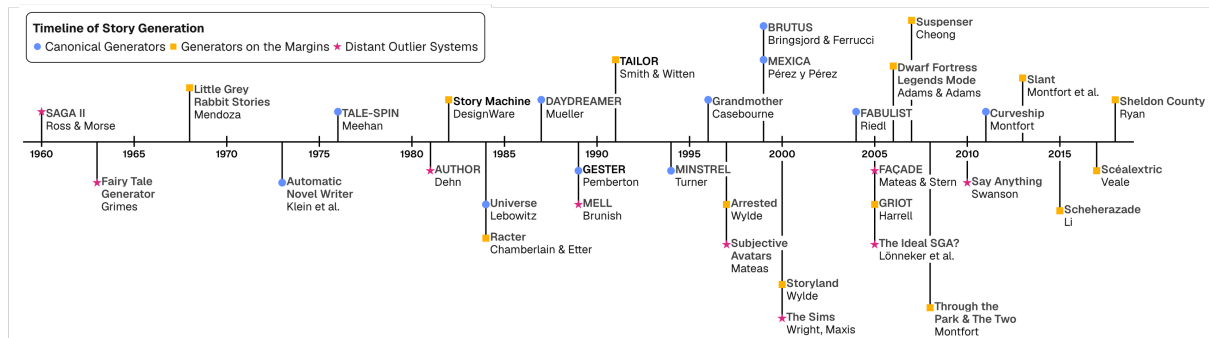 Timeline of Story Generation
Canonical Generators Generators on the Margins Distant Outlier Systems
BRUTUS
Bringsjord & Ferrucci
Suspenser
Cheong
MEXICA
Pérez y Pérez
TAILOR
Smith & Witten
Dwarf Fortress
Legends Mode
Adams & Adams
Slant
Montfort et al.
Little Grey
Rabbit Stories
Mendoza
SAGA II
Ross & Morse
TALE-SPIN
Meehan
Story Machine
DesignWare
DAYDREAMER
Mueller
Grandmother
Casebourne
FABULIST
Riedl
Curveship
Montfort
Sheldon County
Ryan
1960 1965 1970 1975 1980 1985 1990 1995 2000 2005 2010 2015
Fairy Tale
Generator
Grimes
Automatic
Novel Writer
Klein et al.
AUTHOR
Dehn
Universe
Lebowitz
Racter
Chamberlain & Etter
GESTER
Pemberton
MELL
Brunish
MINSTREL
Turner
Arrested
Wylde
Subjective
Avatars
Mateas
Storyland
Wylde
The Sims
Wright, Maxis
FAÇADE
Mateas & Stern
GRIOT
Harrell
The Ideal SGA?
Lönneker et al.
Through the
Park & The Two
Montfort
Say Anything
Swanson
Scheherazade
Li
Scéalextric
Veale